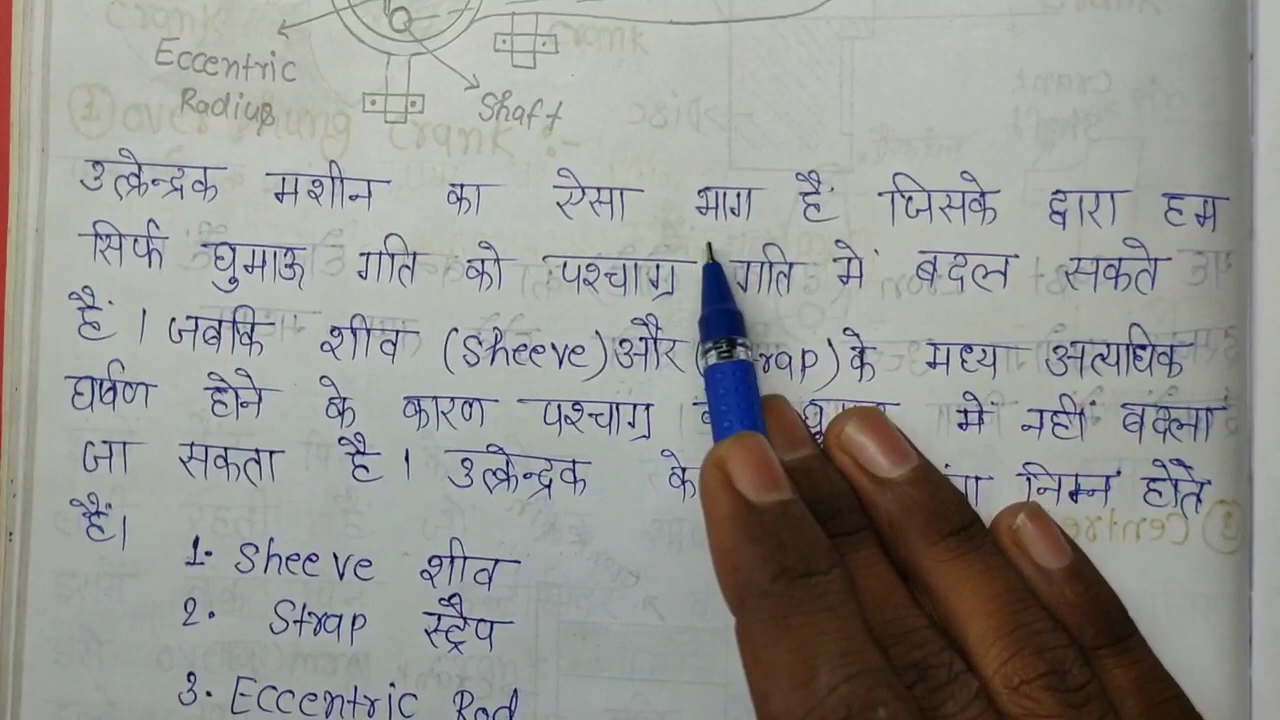 Eccentric
Radius
Shaft
उत्केन्द्रक मशीन का ऐसा भाग है जिसके द्वारा हम
सिर्फ घुमाऊ गति को पश्चाग्र गति में बदल सकते
हैं। जबकि शीव (Sheeve) और के मध्य अत्यधिक
घर्षण होने के कारण पश्चाग्र में नहीं बदला
जा सकता है। उत्केन्द्रक के निम्न होते
हैं।
1. Sheeve शीव
2. Strap स्ट्रैप
3. Eccentric Rod